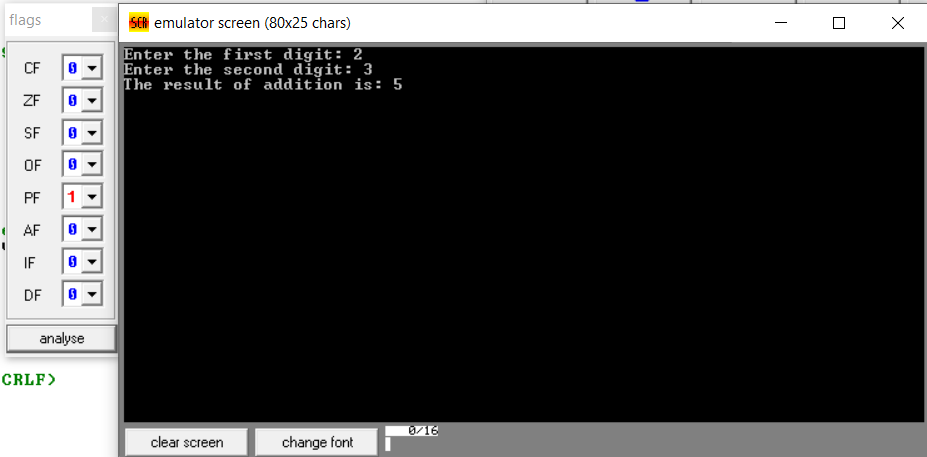 flags
CF 0
ZF 0
SF 0
OF 0
PF 1
AF 0
IF 0
DF 0
analyse
CRLF>
SCR emulator screen (80x25 chars)
Enter the first digit: 2
Enter the second digit: 3
The result of addition is: 5
clear screen
change font
0/16